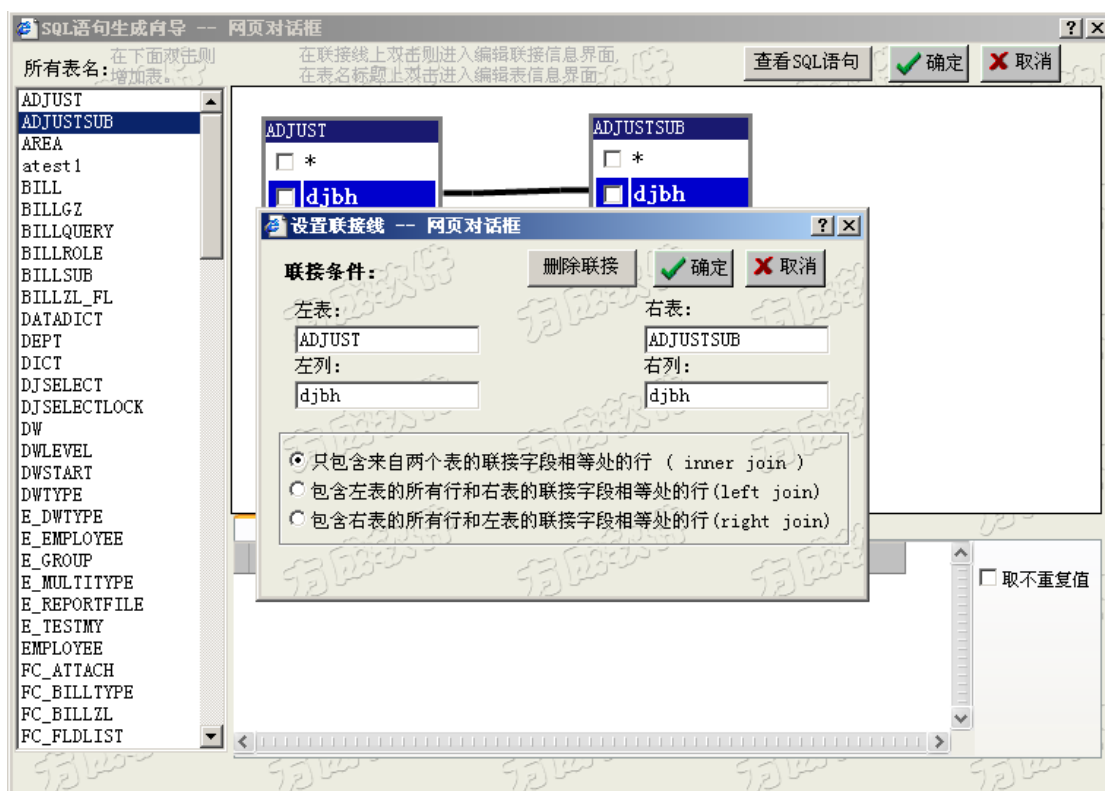 SQL语句生成向导 -- 网页对话框
所有表名:
在下面双击则
增加表。
在联接线上双击则进入编辑联接信息界面,
在表名标题上双击进入编辑表信息界面
查看SQL语句
确定
取消
ADJUST
ADJUSTSUB
AREA
atest1
BILL
BILLGZ
BILLQUERY
BILLROLE
BILLSUB
BILLZL_FL
DATADICT
DEPT
DICT
DJSELECT
DJSELECTLOCK
DW
DWLEVEL
DWSTART
DWTYPE
E_DWTYPE
E_EMPLOYEE
E_GROUP
E_MULTITYPE
E_REPORTFILE
E_TESTMY
EMPLOYEE
FC_ATTACH
FC_BILLTYPE
FC_BILLZL
FC_FLDLIST
ADJUST
*
djbh
ADJUSTSUB
*
djbh
设置联接线 -- 网页对话框
联接条件:
删除联接
确定
取消
左表:
右表:
ADJUST
ADJUSTSUB
左列:
右列:
djbh
djbh
只包含来自两个表的联接字段相等处的行 ( inner join )
包含左表的所有行和右表的联接字段相等处的行(left join)
包含右表的所有行和左表的联接字段相等处的行(right join)
取不重复值